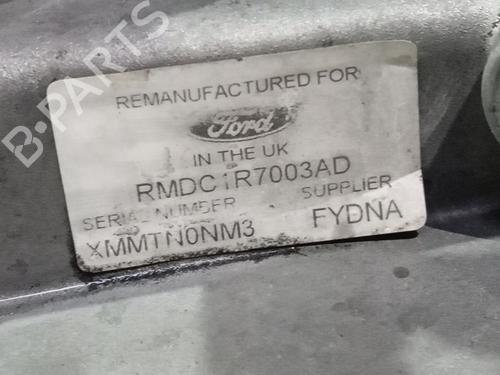 B-PARTS
REMANUFACTURED FOR
Ford
IN THE UK
RMDC1R7003AD
SERIAL NUMBER SUPPLIER
XMMTN0NM3 FYDNA